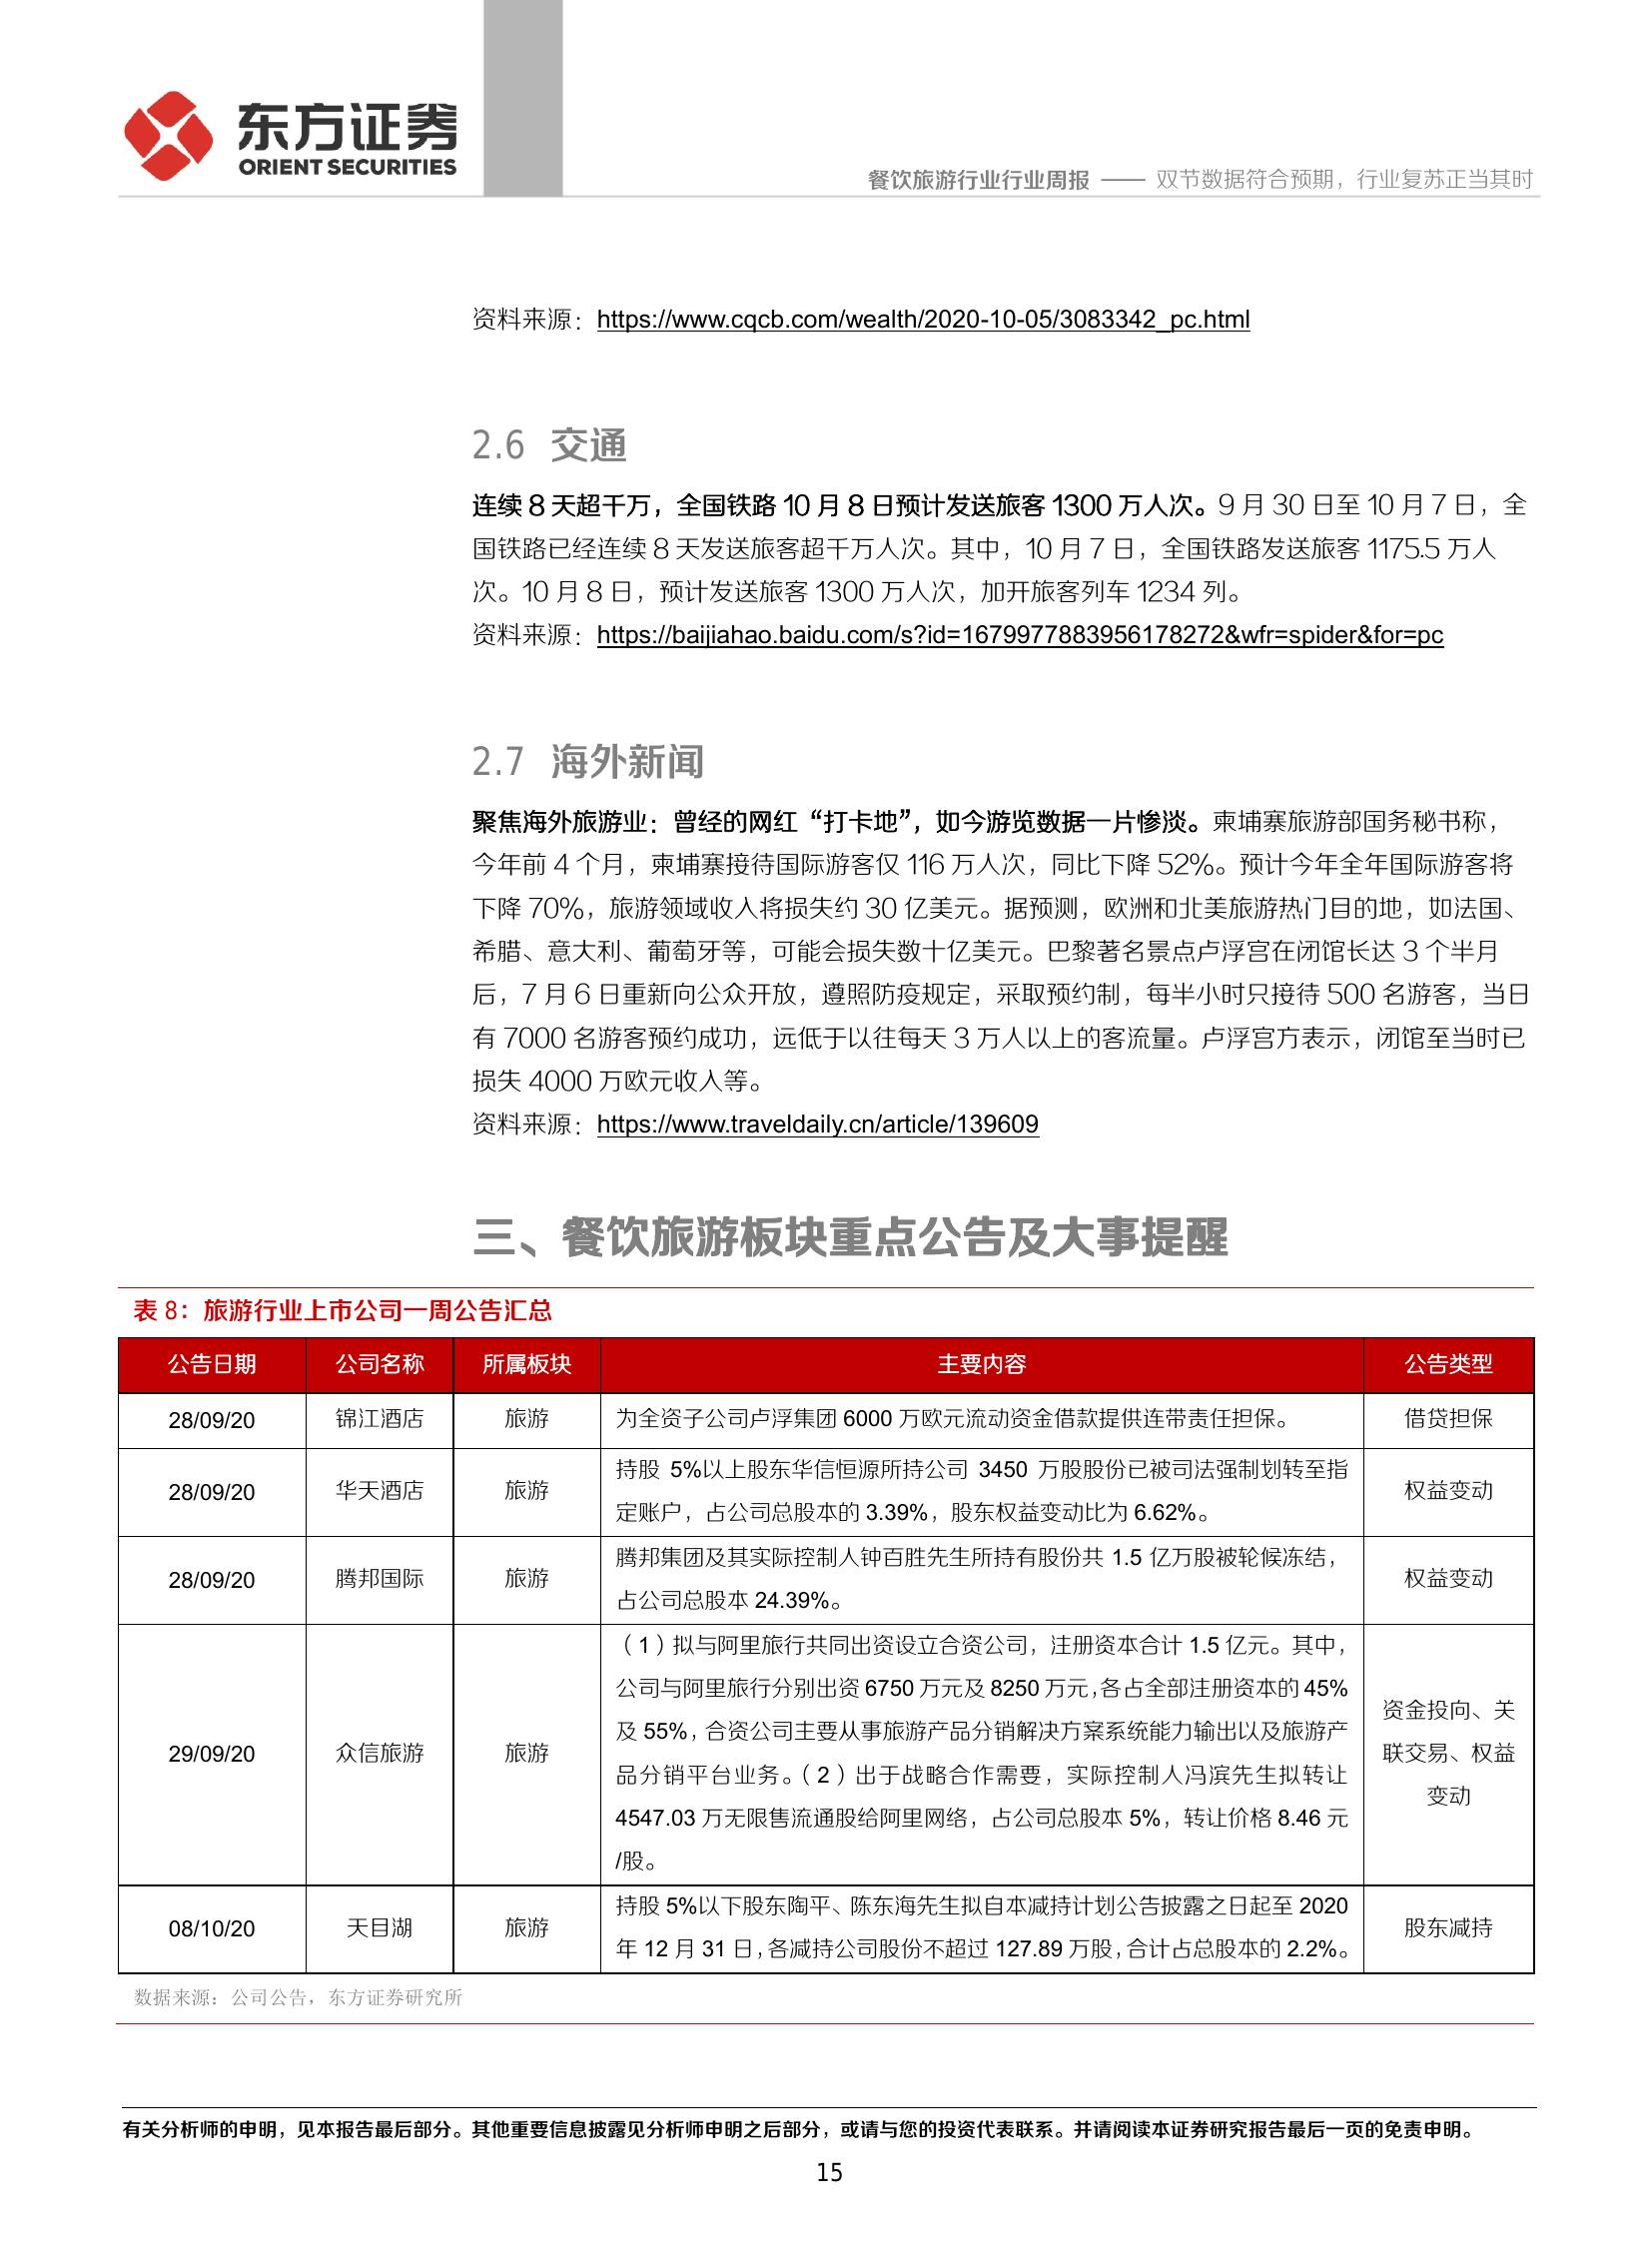 东方证券
ORIENT SECURITIES
餐饮旅游行业行业周报 —— 双节数据符合预期，行业复苏正当其时
资料来源：https://www.cqcb.com/wealth/2020-10-05/3083342_pc.html
2.6 交通
连续 8 天超千万，全国铁路 10 月 8 日预计发送旅客 1300 万人次。9 月 30 日至 10 月 7 日，全
国铁路已经连续 8 天发送旅客超千万人次。其中，10 月 7 日，全国铁路发送旅客 1175.5 万人
次。10 月 8 日，预计发送旅客 1300 万人次，加开旅客列车 1234 列。
资料来源：https://baijiahao.baidu.com/s?id=1679977883956178272&wfr=spider&for=pc
2.7 海外新闻
聚焦海外旅游业：曾经的网红“打卡地”，如今游览数据一片惨淡。柬埔寨旅游部国务秘书称，
今年前 4 个月，柬埔寨接待国际游客仅 116 万人次，同比下降 52%。预计今年全年国际游客将
下降 70%，旅游领域收入将损失约 30 亿美元。据预测，欧洲和北美旅游热门目的地，如法国、
希腊、意大利、葡萄牙等，可能会损失数十亿美元。巴黎著名景点卢浮宫在闭馆长达 3 个半月
后，7 月 6 日重新向公众开放，遵照防疫规定，采取预约制，每半小时只接待 500 名游客，当日
有 7000 名游客预约成功，远低于以往每天 3 万人以上的客流量。卢浮宫方表示，闭馆至当时已
损失 4000 万欧元收入等。
资料来源：https://www.traveldaily.cn/article/139609
三、餐饮旅游板块重点公告及大事提醒
表 8：旅游行业上市公司一周公告汇总
公告日期 公司名称 所属板块 主要内容 公告类型
28/09/20 锦江酒店 旅游 为全资子公司卢浮集团 6000 万欧元流动资金借款提供连带责任担保。 借贷担保
28/09/20 华天酒店 旅游 持股 5%以上股东华信恒源所持公司 3450 万股股份已被司法强制划转至指
定账户，占公司总股本的 3.39%，股东权益变动比为 6.62%。 权益变动
28/09/20 腾邦国际 旅游 腾邦集团及其实际控制人钟百胜先生所持有股份共 1.5 亿万股被轮候冻结，
占公司总股本 24.39%。 权益变动
29/09/20 众信旅游 旅游 （1）拟与阿里旅行共同出资设立合资公司，注册资本合计 1.5 亿元。其中，
公司与阿里旅行分别出资 6750 万元及 8250 万元，各占全部注册资本的 45%
及 55%，合资公司主要从事旅游产品分销解决方案系统能力输出以及旅游产
品分销平台业务。（2）出于战略合作需要，实际控制人冯滨先生拟转让
4547.03 万无限售流通股给阿里网络，占公司总股本 5%，转让价格 8.46 元
/股。
资金投向、关
联交易、权益
变动
08/10/20 天目湖 旅游 持股 5%以下股东陶平、陈东海先生拟自本减持计划公告披露之日起至 2020
年 12 月 31 日，各减持公司股份不超过 127.89 万股，合计占总股本的 2.2%。 股东减持
数据来源：公司公告，东方证券研究所
有关分析师的申明，见本报告最后部分。其他重要信息披露见分析师申明之后部分，或请与您的投资代表联系。并请阅读本证券研究报告最后一页的免责申明。
15